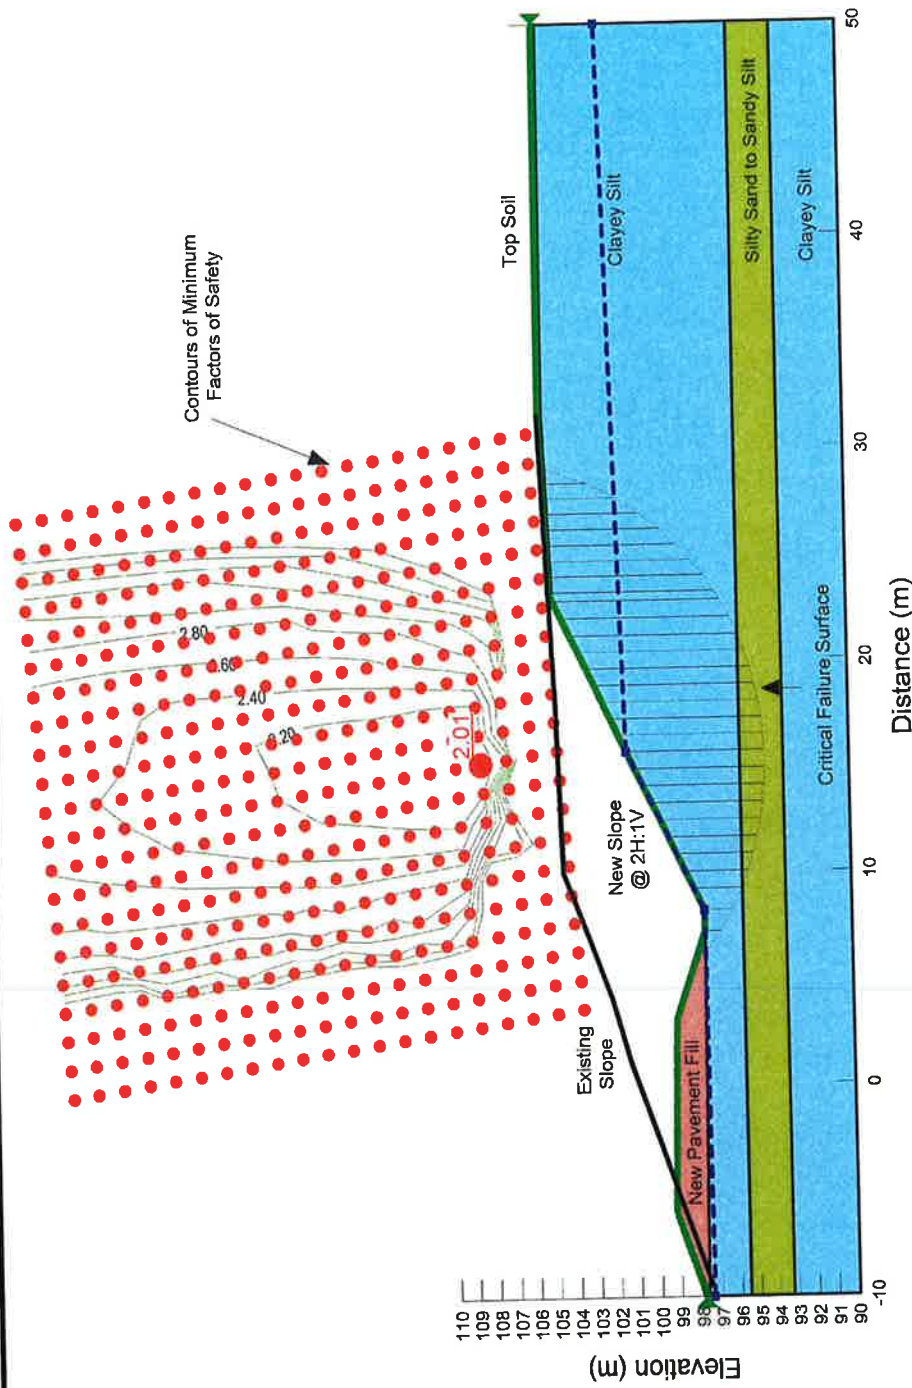 Contours of Minimum
Factors of Safety
2.80
2.60
2.40
2.20
2.01
Top Soil
Existing
Slope
New Slope
@ 2H:1V
New Pavement Fill
Clayey Silt
Silty Sand to Sandy Silt
Clayey Silt
Critical Failure Surface
Elevation (m)
110
109
108
107
106
105
104
103
102
101
100
99
98
97
96
95
94
93
92
91
90
-10
0
10
20
30
40
50
Distance (m)